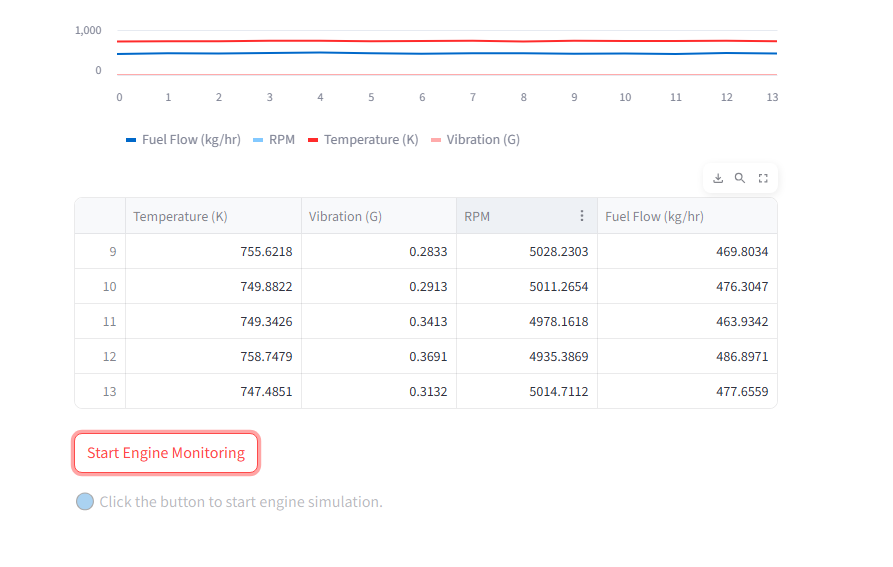 1,000
0
0 1 2 3 4 5 6 7 8 9 10 11 12 13
Fuel Flow (kg/hr) RPM Temperature (K) Vibration (G)
Temperature (K) Vibration (G) RPM Fuel Flow (kg/hr)
9 755.6218 0.2833 5028.2303 469.8034
10 749.8822 0.2913 5011.2654 476.3047
11 749.3426 0.3413 4978.1618 463.9342
12 758.7479 0.3691 4935.3869 486.8971
13 747.4851 0.3132 5014.7112 477.6559
Start Engine Monitoring
Click the button to start engine simulation.